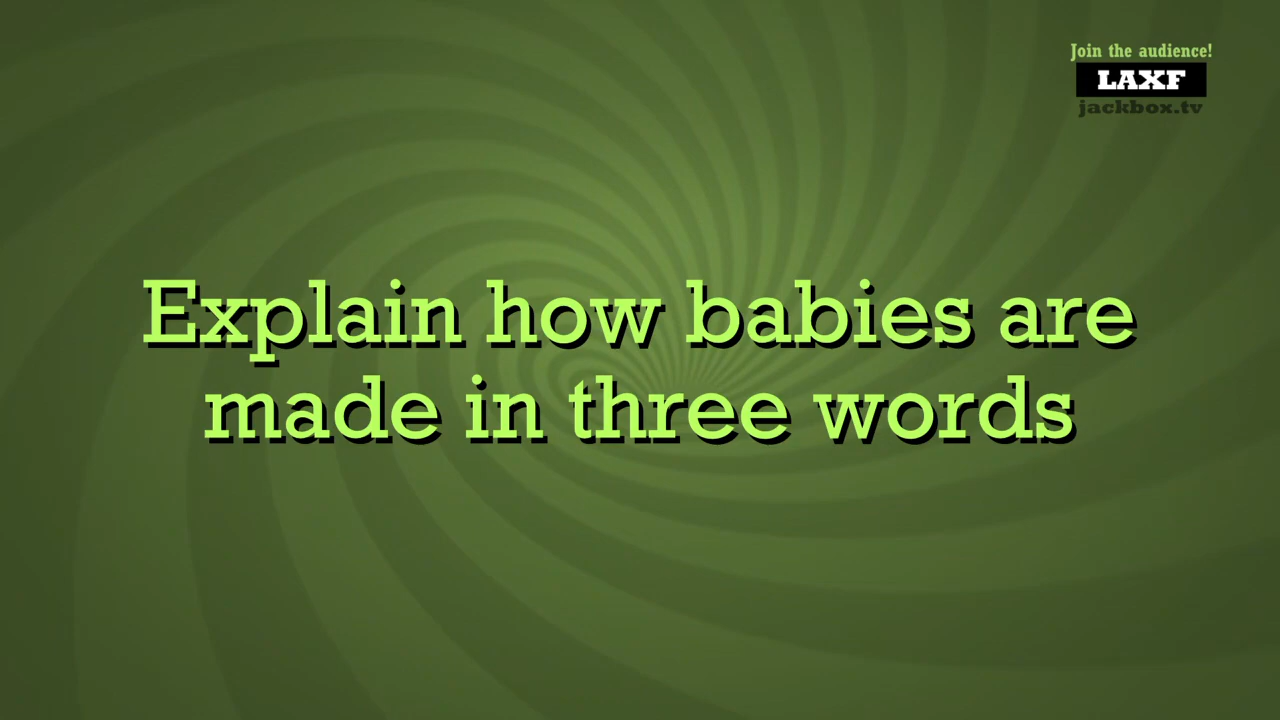 Join the audience!
LAXF
jackbox.tv
Explain how babies are
made in three words